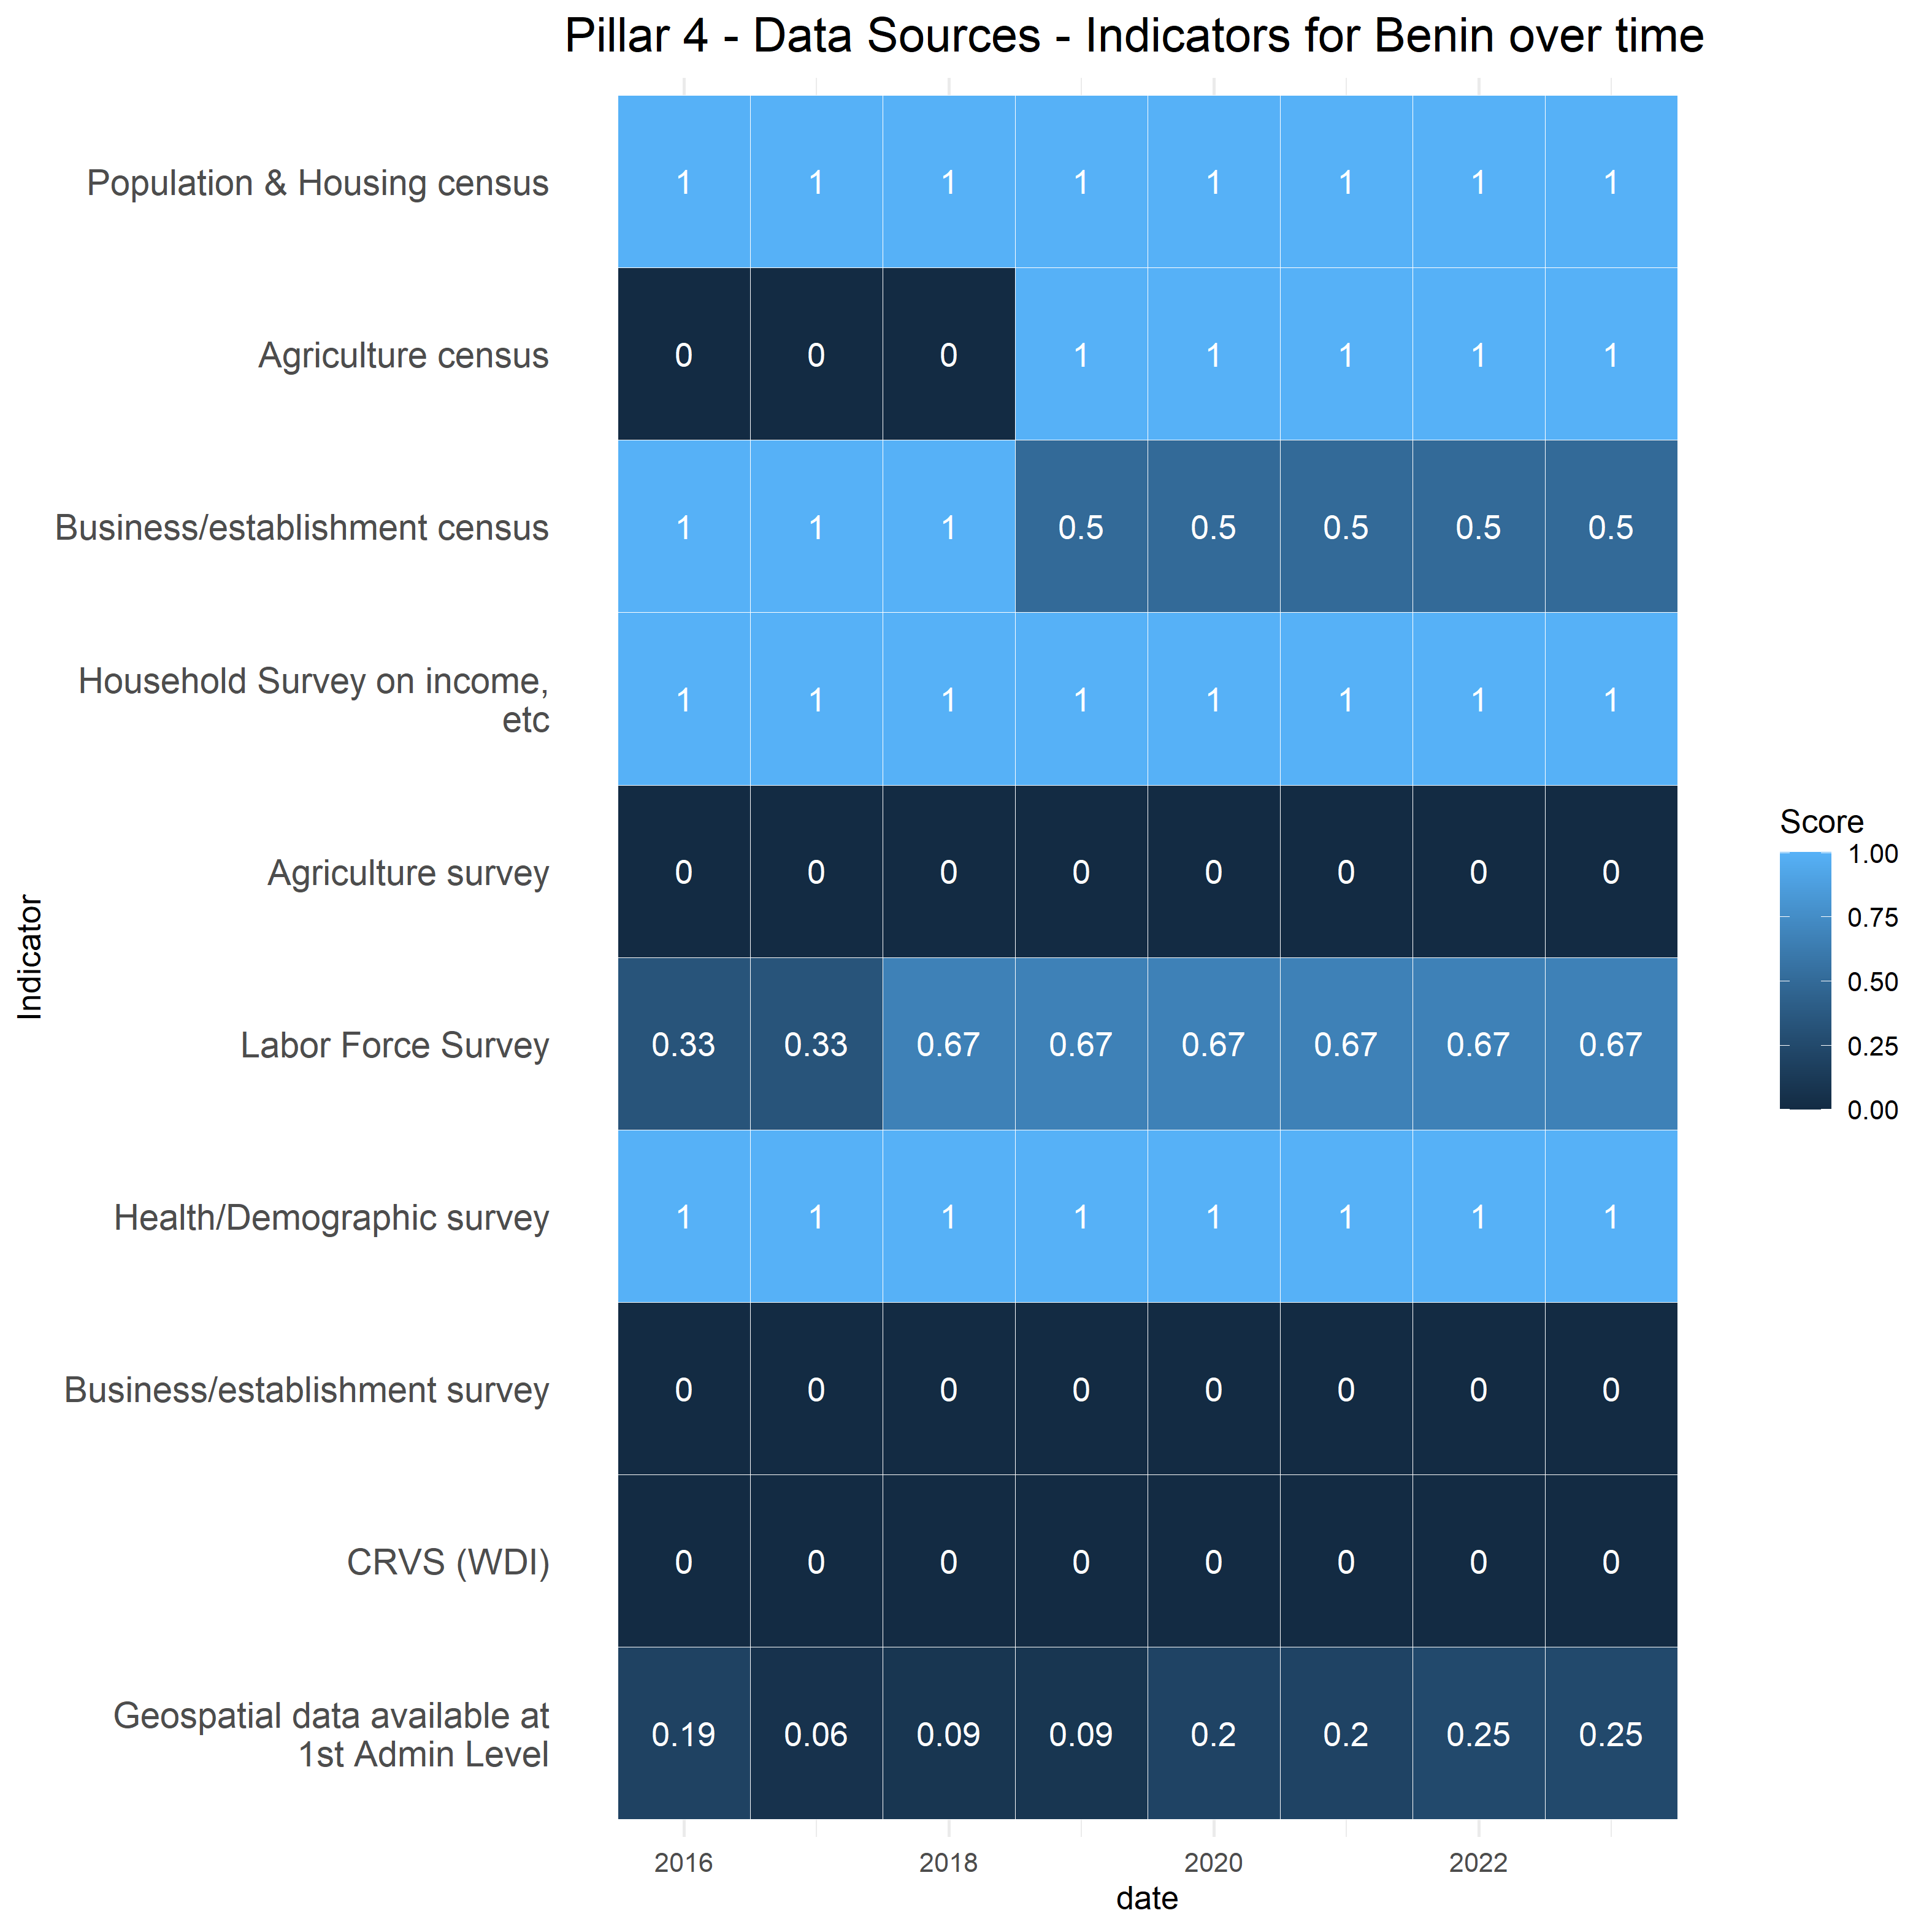 Pillar 4 - Data Sources - Indicators for Benin over time
Population & Housing census
1 1 1 1 1 1 1 1
Agriculture census
0 0 0 1 1 1 1 1
Business/establishment census
1 1 1 0.5 0.5 0.5 0.5 0.5
Household Survey on income,
etc
1 1 1 1 1 1 1 1
Agriculture survey
0 0 0 0 0 0 0 0
Labor Force Survey
0.33 0.33 0.67 0.67 0.67 0.67 0.67 0.67
Health/Demographic survey
1 1 1 1 1 1 1 1
Business/establishment survey
0 0 0 0 0 0 0 0
CRVS (WDI)
0 0 0 0 0 0 0 0
Geospatial data available at
1st Admin Level
0.19 0.06 0.09 0.09 0.2 0.2 0.25 0.25
2016 2018 2020 2022
date
Indicator
Score
1.00
0.75
0.50
0.25
0.00